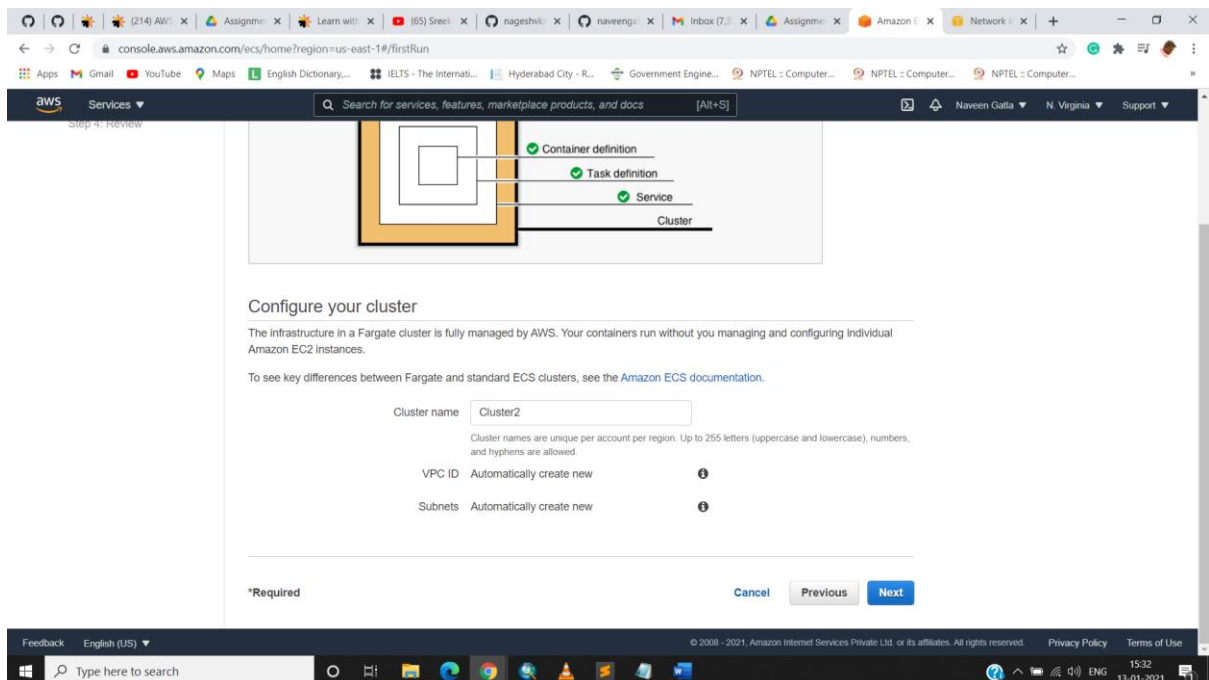 (214) AWS
Assignme
Learn with
(65) Sreek
nageshvkr
naveenga
Inbox (7,
Assignme
Amazon E
Network
console.aws.amazon.com/ecs/home?region=us-east-1#/firstRun
Apps
Gmail
YouTube
Maps
English Dictionary,...
IELTS - The Internati...
Hyderabad City - R...
Government Engine...
NPTEL :: Computer...
NPTEL :: Computer...
NPTEL :: Computer...
aws
Services ▼
Search for services, features, marketplace products, and docs [Alt+S]
Naveen Gatla ▼
N. Virginia ▼
Support ▼
Step 4: Review
Container definition
Task definition
Service
Cluster
Configure your cluster
The infrastructure in a Fargate cluster is fully managed by AWS. Your containers run without you managing and configuring individual
Amazon EC2 instances.
To see key differences between Fargate and standard ECS clusters, see the Amazon ECS documentation.
Cluster name Cluster2
Cluster names are unique per account per region. Up to 255 letters (uppercase and lowercase), numbers,
and hyphens are allowed.
VPC ID Automatically create new
Subnets Automatically create new
*Required
Cancel
Previous
Next
Feedback
English (US) ▼
© 2008 - 2021, Amazon Internet Services Private Ltd. or its affiliates. All rights reserved.
Privacy Policy
Terms of Use
Type here to search
ENG
15:32
13-01-2021